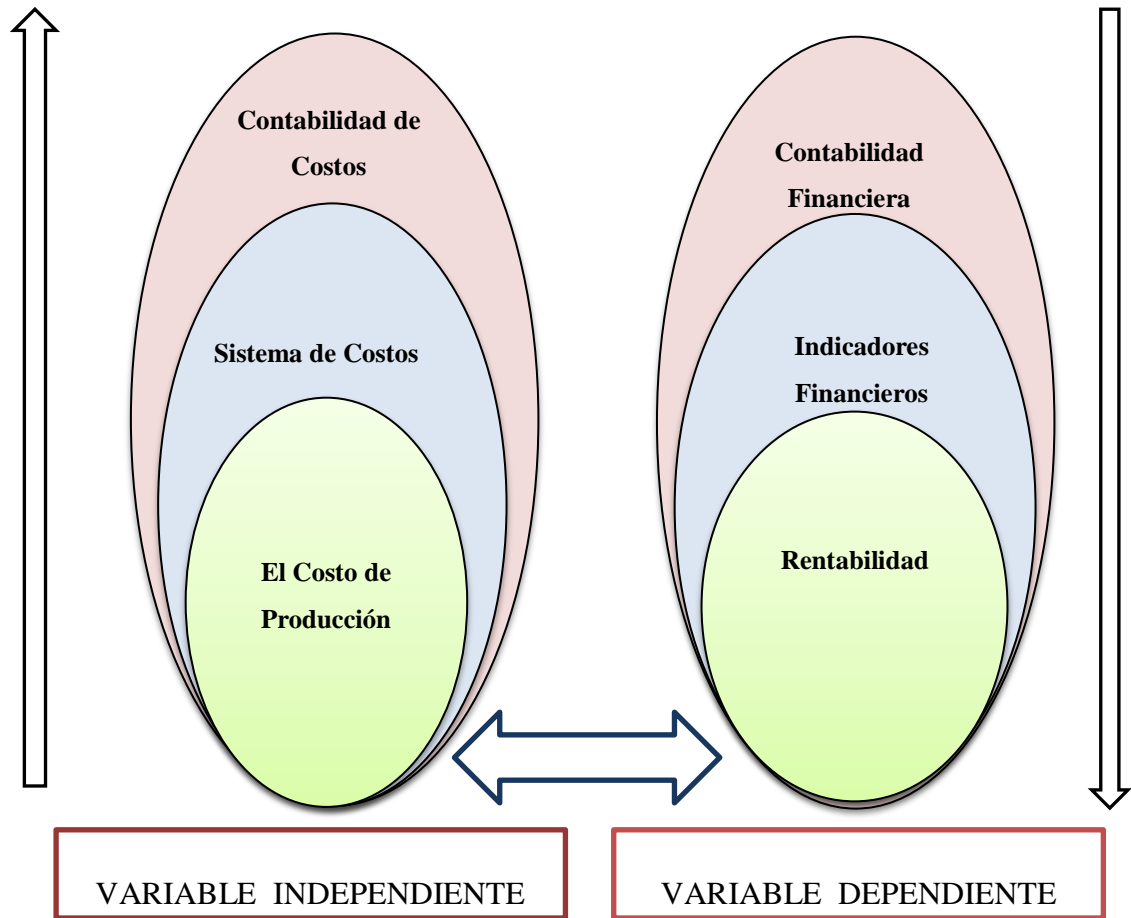 Contabilidad de
Costos
Sistema de Costos
El Costo de
Producción
Contabilidad
Financiera
Indicadores
Financieros
Rentabilidad
VARIABLE INDEPENDIENTE
VARIABLE DEPENDIENTE